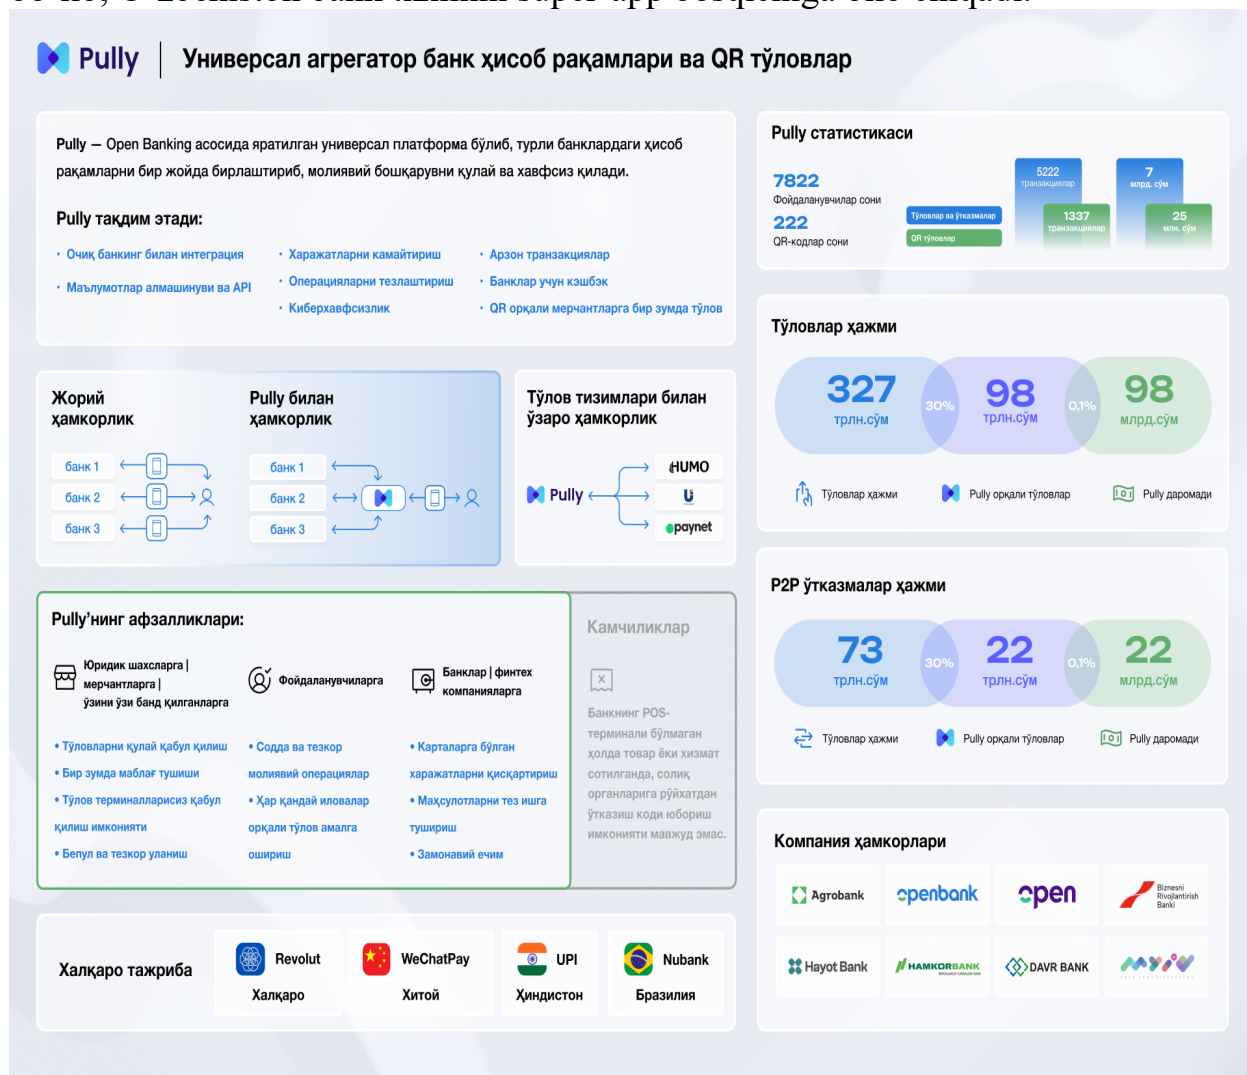 Pully
Универсал агрегатор банк ҳисоб рақамлари ва QR тўловлар
Pully — Open Banking асосида яратилган универсал платформа бўлиб, турли банклардаги ҳисоб
рақамларни бир жойда бирлаштириб, молиявий бошқарувни қулай ва хавфсиз қилади.
Pully тақдим этади:
• Очиқ банкинг билан интеграция
• Маълумотлар алмашинуви ва API
• Харажатларни камайтириш
• Операцияларни тезлаштириш
• Киберхавфсизлик
• Арзон транзакциялар
• Банклар учун кэшбэк
• QR орқали мерчантларга бир зумда тўлов
Pully статистикаси
7822
Фойдаланувчилар сони
222
QR-кодлар сони
Тўловлар ва ўтказмалар
QR тўловлар
5222
транзакциялар
1337
транзакциялар
7
млрд. сўм
25
млн. сўм
Жорий
ҳамкорлик
банк 1
банк 2
банк 3
Pully билан
ҳамкорлик
банк 1
банк 2
банк 3
Тўлов тизимлари билан
ўзаро ҳамкорлик
Pully
HUMO
paynet
Тўловлар ҳажми
327
трлн.сўм
30%
98
трлн.сўм
0,1%
98
млрд.сўм
Тўловлар ҳажми
Pully орқали тўловлар
Pully даромади
P2P ўтказмалар ҳажми
73
трлн.сўм
30%
22
трлн.сўм
0,1%
22
млрд.сўм
Тўловлар ҳажми
Pully орқали тўловлар
Pully даромади
Pully’нинг афзалликлари:
Юридик шахсларга |
мерчантларга |
ўзини ўзи банд қилганларга
• Тўловларни қулай қабул қилиш
• Бир зумда маблағ тушиши
• Тўлов терминалларисиз қабул
қилиш имконияти
• Бепул ва тезкор уланиш
Фойдаланувчиларга
• Содда ва тезкор
молиявий операциялар
• Ҳар қандай иловалар
орқали тўлов амалга
ошириш
Банклар | финтех
компанияларга
• Карталарга бўлган
харажатларни қисқартириш
• Маҳсулотларни тез ишга
тушириш
• Замонавий ечим
Камчиликлар
Банкнинг POS-
терминали бўлмаган
ҳолда товар ёки хизмат
сотилганда, солиқ
органларига рўйхатдан
ўтказиш коди юбориш
имконияти мавжуд эмас.
Компания ҳамкорлари
Agrobank
openbank
open
Biznesni
Rivojlantirish
Banki
Hayot Bank
HAMKORBANK
DAVR BANK
Халқаро тажриба
Revolut
Халқаро
WeChatPay
Хитой
UPI
Ҳиндистон
Nubank
Бразилия